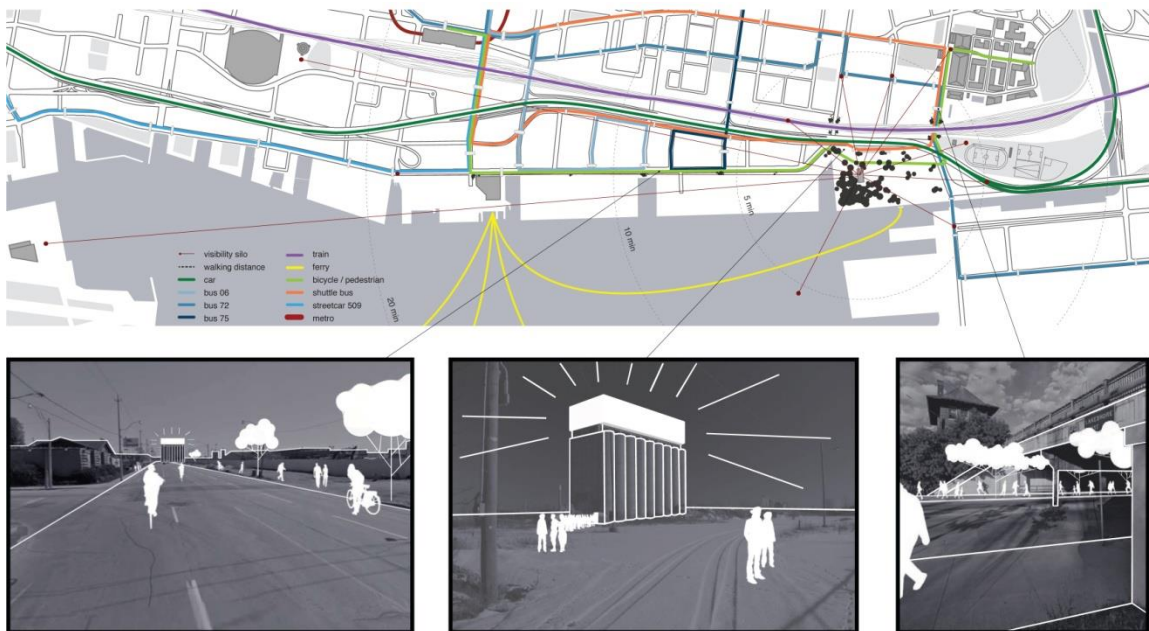 5 min
10 min
20 min
visibility silo
walking distance
car
bus 06
bus 72
bus 75
train
ferry
bicycle / pedestrian
shuttle bus
streetcar 509
metro